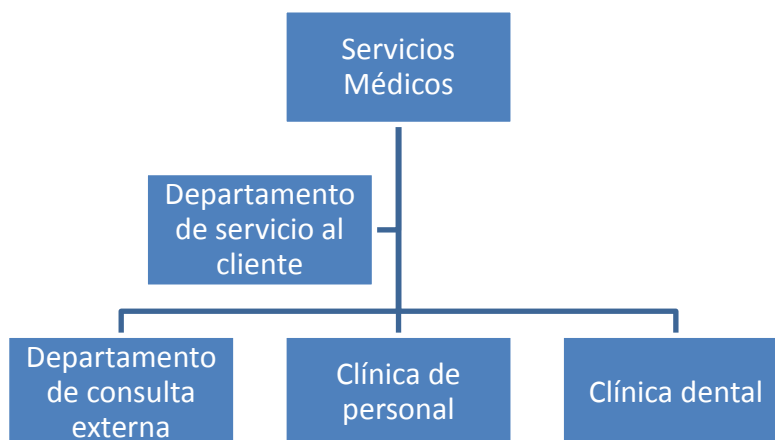 Servicios
Médicos
Departamento
de servicio al
cliente
Departamento
de consulta
externa
Clínica de
personal
Clínica dental